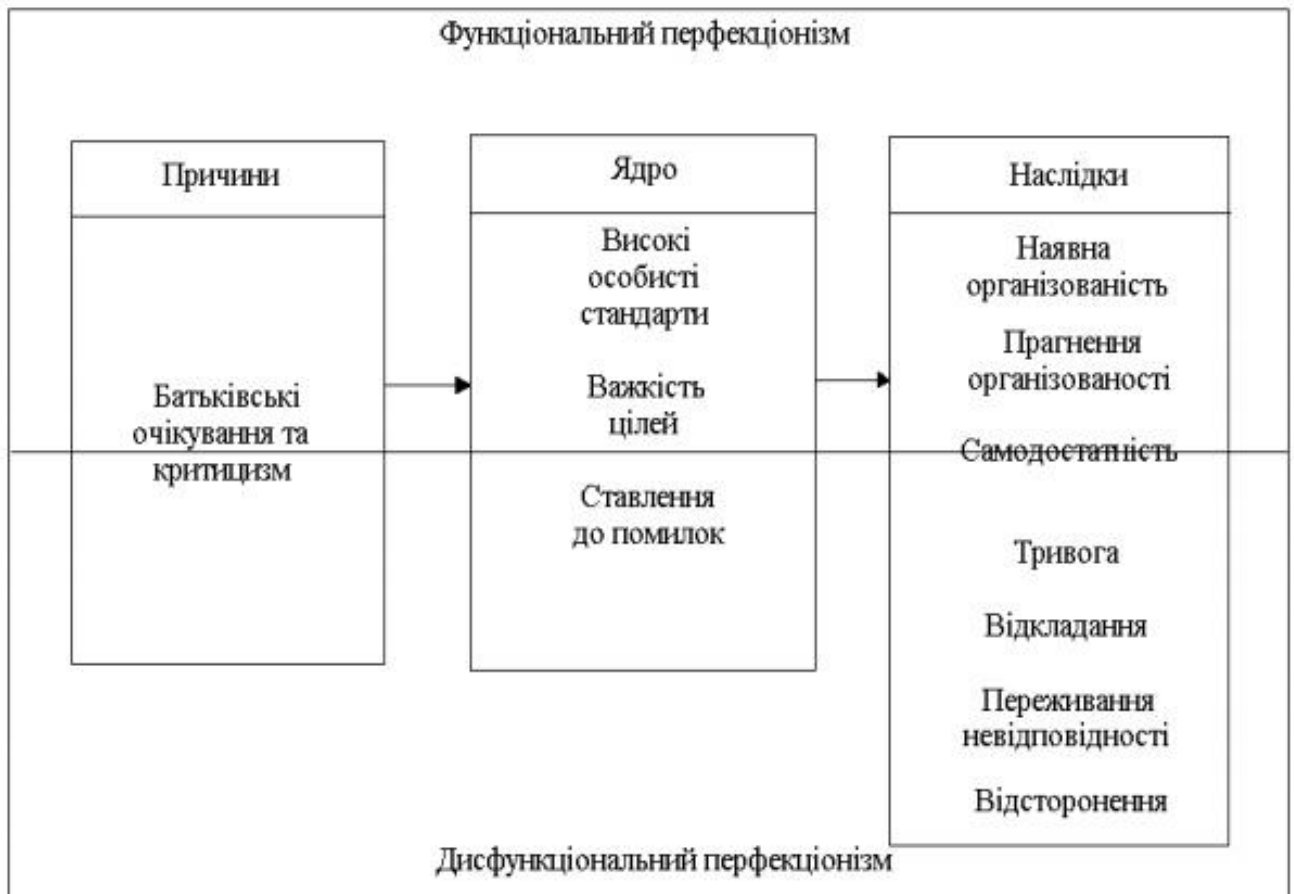 Функціональний перфекціонізм
Причини
Батьківські
очікування та
критицизм
Ядро
Високі
особисті
стандарти
Важкість
цілей
Ставлення
до помилок
Наслідки
Наявна
організованість
Прагнення
організованості
Самодостатність
Тривога
Відкладання
Переживання
невідповідності
Відсторонення
Дисфункціональний перфекціонізм